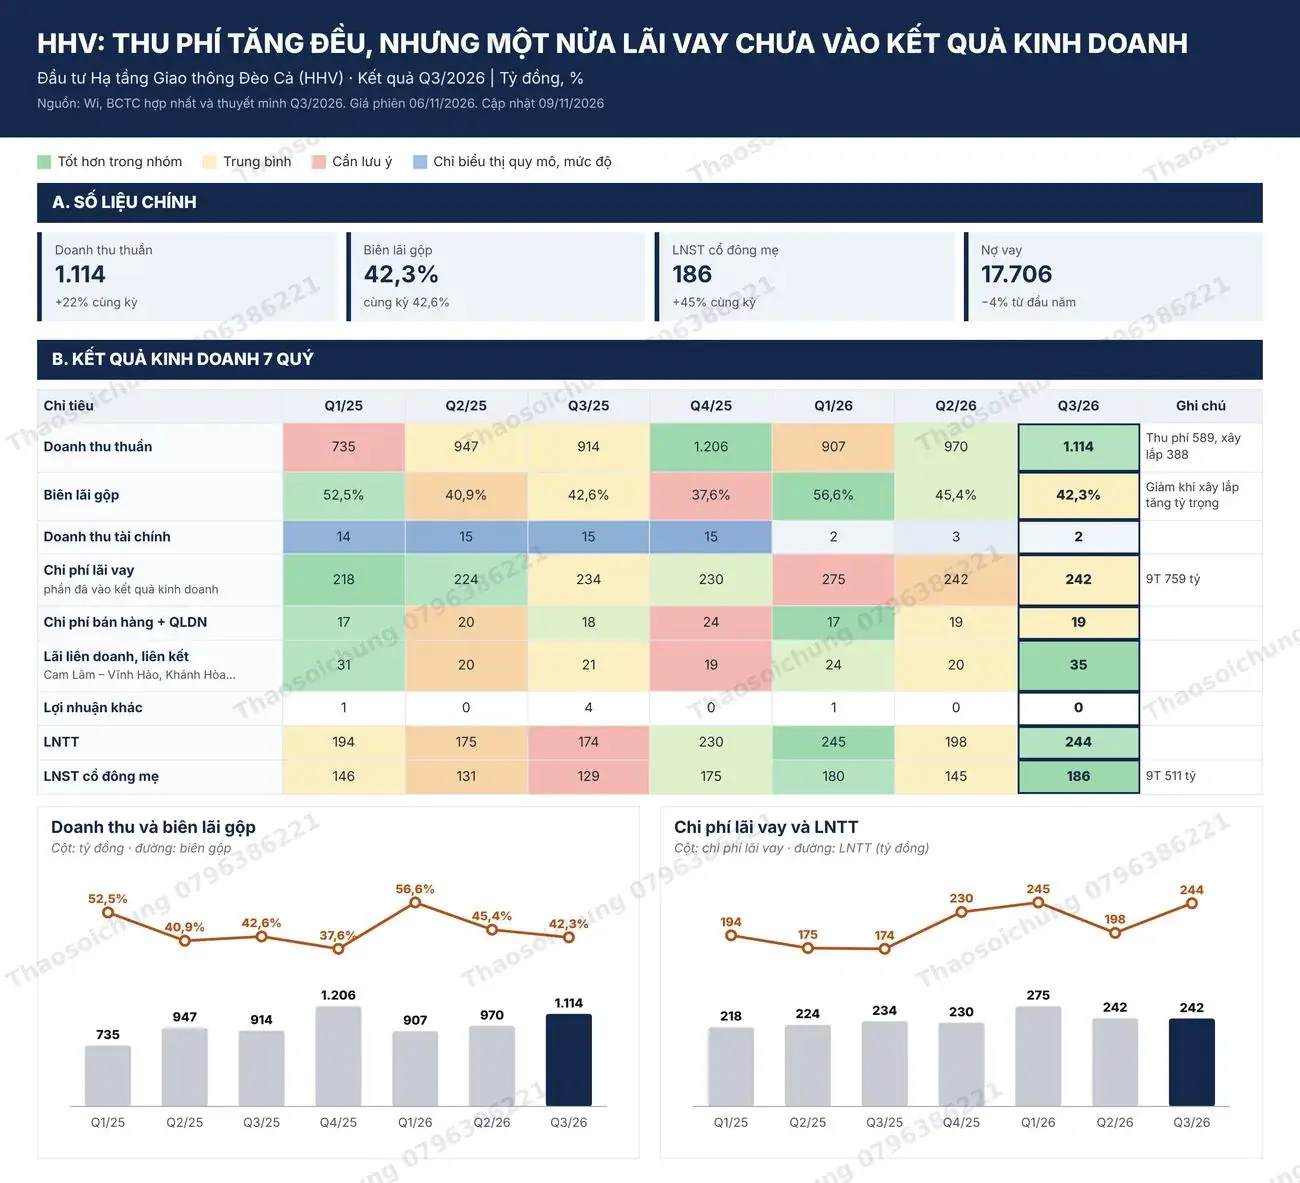 HHV: THU PHÍ TĂNG ĐỀU, NHƯNG MỘT NỬA LÃI VAY CHƯA VÀO KẾT QUẢ KINH DOANH
Đầu tư Hạ tầng Giao thông Đèo Cả (HHV) · Kết quả Q3/2026 | Tỷ đồng, %
Nguồn: Wi, BCTC hợp nhất và thuyết minh Q3/2026. Giá phiên 06/11/2026. Cập nhật 09/11/2026
Tốt hơn trong nhóm Trung bình Cần lưu ý Chỉ biểu thị quy mô, mức độ
A. SỐ LIỆU CHÍNH
Doanh thu thuần Biên lãi gộp LNST cổ đông mẹ Nợ vay
1.114 42,3% 186 17.706
+22% cùng kỳ cùng kỳ 42,6% +45% cùng kỳ −4% từ đầu năm
B. KẾT QUẢ KINH DOANH 7 QUÝ
Chỉ tiêu Q1/25 Q2/25 Q3/25 Q4/25 Q1/26 Q2/26 Q3/26 Ghi chú
Doanh thu thuần 735 947 914 1.206 907 970 1.114 Thu phí 589, xây
lắp 388
Biên lãi gộp 52,5% 40,9% 42,6% 37,6% 56,6% 45,4% 42,3% Giảm khi xây lắp
tăng tỷ trọng
Doanh thu tài chính 14 15 15 15 2 3 2
Chi phí lãi vay 218 224 234 230 275 242 242 9T 759 tỷ
phần đã vào kết quả kinh doanh
Chi phí bán hàng + QLDN 17 20 18 24 17 19 19
Lãi liên doanh, liên kết 31 20 21 19 24 20 35
Cam Lâm – Vĩnh Hảo, Khánh Hòa...
Lợi nhuận khác 1 0 4 0 1 0 0
LNTT 194 175 174 230 245 198 244
LNST cổ đông mẹ 146 131 129 175 180 145 186 9T 511 tỷ
Doanh thu và biên lãi gộp
Cột: tỷ đồng · đường: biên gộp
52,5% 40,9% 42,6% 37,6% 56,6% 45,4% 42,3%
735 947 914 1.206 907 970 1.114
Q1/25 Q2/25 Q3/25 Q4/25 Q1/26 Q2/26 Q3/26
Chi phí lãi vay và LNTT
Cột: chi phí lãi vay · đường: LNTT (tỷ đồng)
194 175 174 230 245 198 244
218 224 234 230 275 242 242
Q1/25 Q2/25 Q3/25 Q4/25 Q1/26 Q2/26 Q3/26
Thaosoichung 0796386221